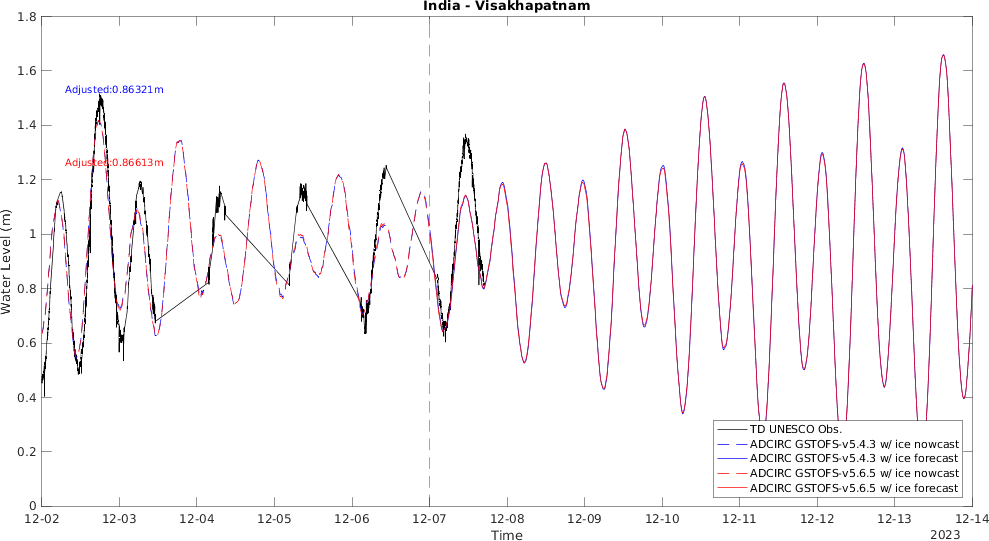 India - Visakhapatnam
1.8
1.6
1.4
1.2
1
0.8
0.6
0.4
0.2
0
Water Level (m)
Adjusted:0.86321m
Adjusted:0.86613m
TD UNESCO Obs.
ADCIRC GSTOFS-v5.4.3 w/ ice nowcast
ADCIRC GSTOFS-v5.4.3 w/ ice forecast
ADCIRC GSTOFS-v5.6.5 w/ ice nowcast
ADCIRC GSTOFS-v5.6.5 w/ ice forecast
12-02 12-03 12-04 12-05 12-06 12-07 12-08 12-09 12-10 12-11 12-12 12-13 12-14
Time
2023